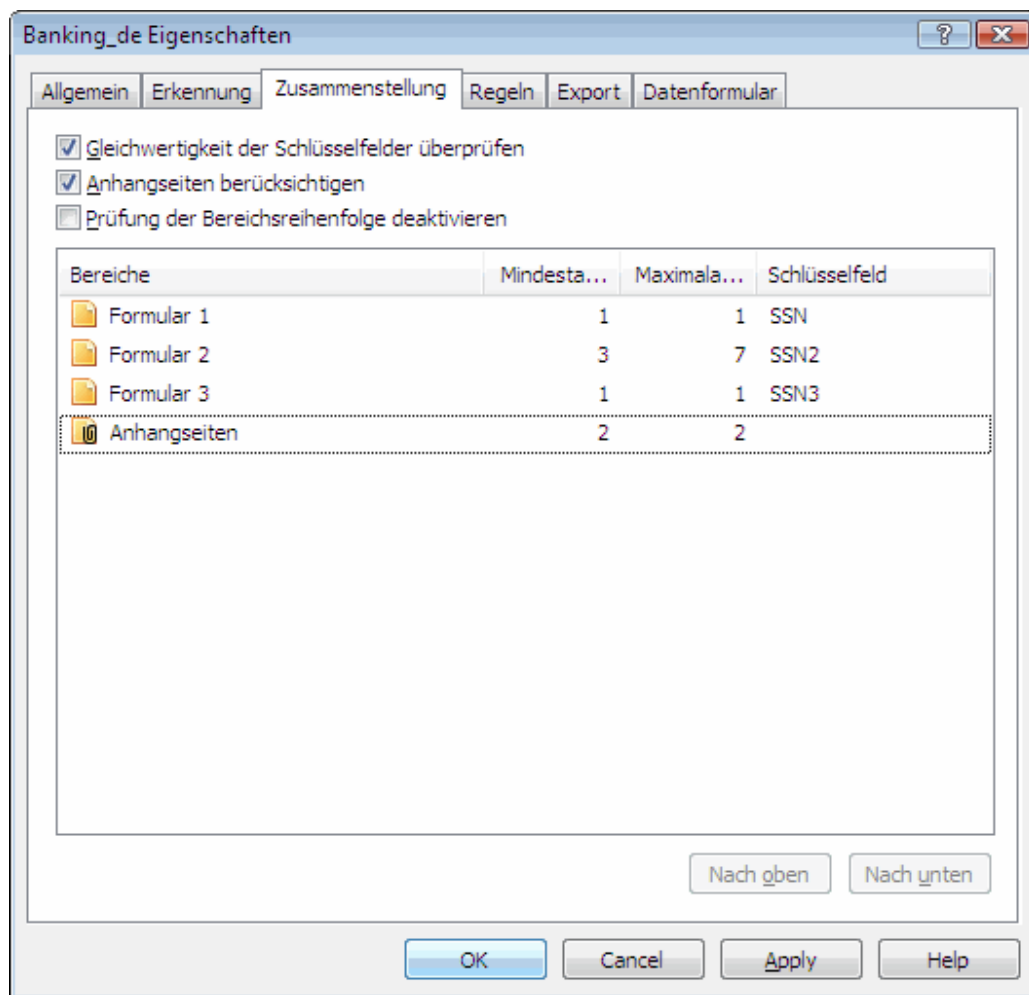 Banking_de Eigenschaften
Allgemein Erkennung Zusammenstellung Regeln Export Datenformular
Gleichwertigkeit der Schlüsselfelder überprüfen
Anhangseiten berücksichtigen
Prüfung der Bereichsreihenfolge deaktivieren
Bereiche Mindesta... Maximala... Schlüsselfeld
Formular 1 1 1 SSN
Formular 2 3 7 SSN2
Formular 3 1 1 SSN3
Anhangseiten 2 2
Nach oben Nach unten
OK Cancel Apply Help